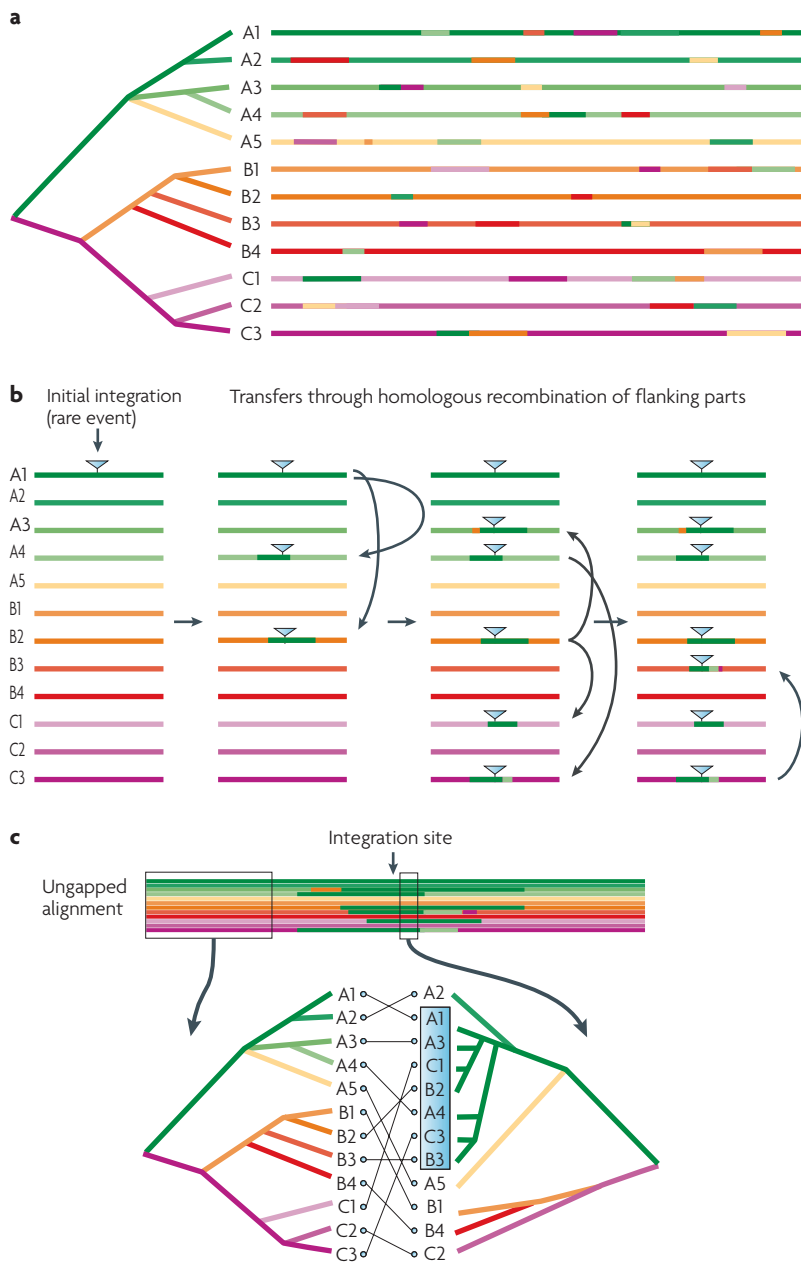 a
A1
A2
A3
A4
A5
B1
B2
B3
B4
C1
C2
C3
b
Initial integration
(rare event)
Transfers through homologous recombination of flanking parts
A1
A2
A3
A4
A5
B1
B2
B3
B4
C1
C2
C3
c
Integration site
Ungapped
alignment
A1
A2
A3
A4
A5
B1
B2
B3
B4
C1
C2
C3
A2
A1
A3
C1
B2
A4
C3
B3
A5
B1
B4
C2